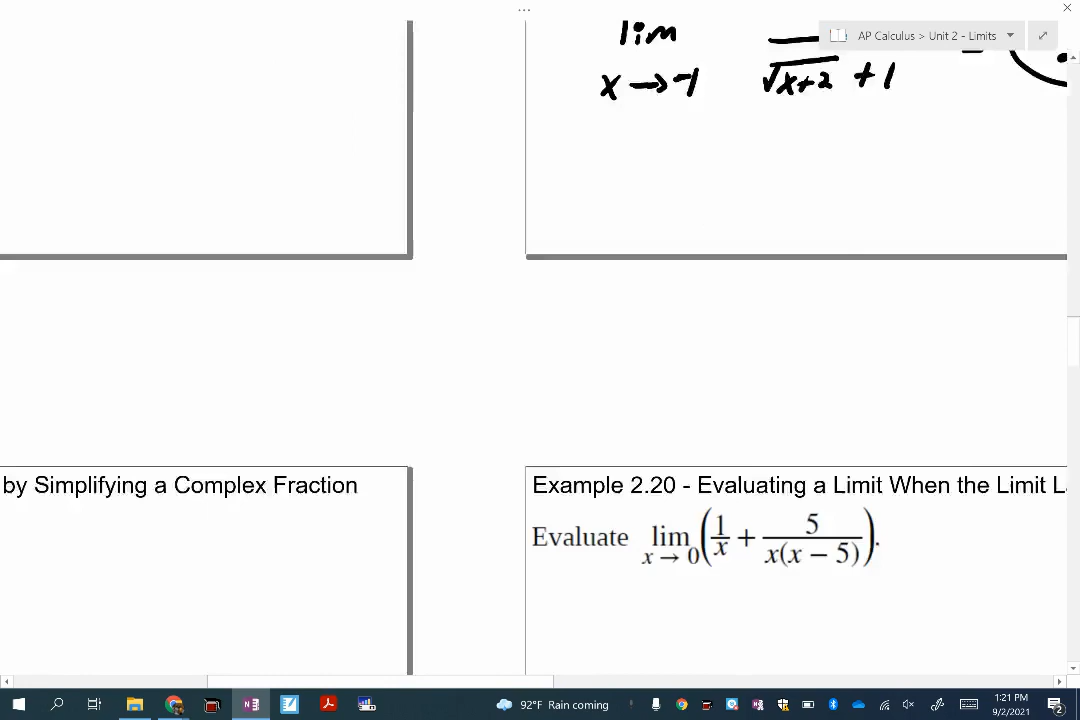 AP Calculus > Unit 2 - Limits
lim
x → -1
√x+2 + 1
by Simplifying a Complex Fraction
Example 2.20 - Evaluating a Limit When the Limit
Evaluate lim x → 0 (1/x + 5/x(x − 5)).
92°F Rain coming
1:21 PM
9/2/2021
2